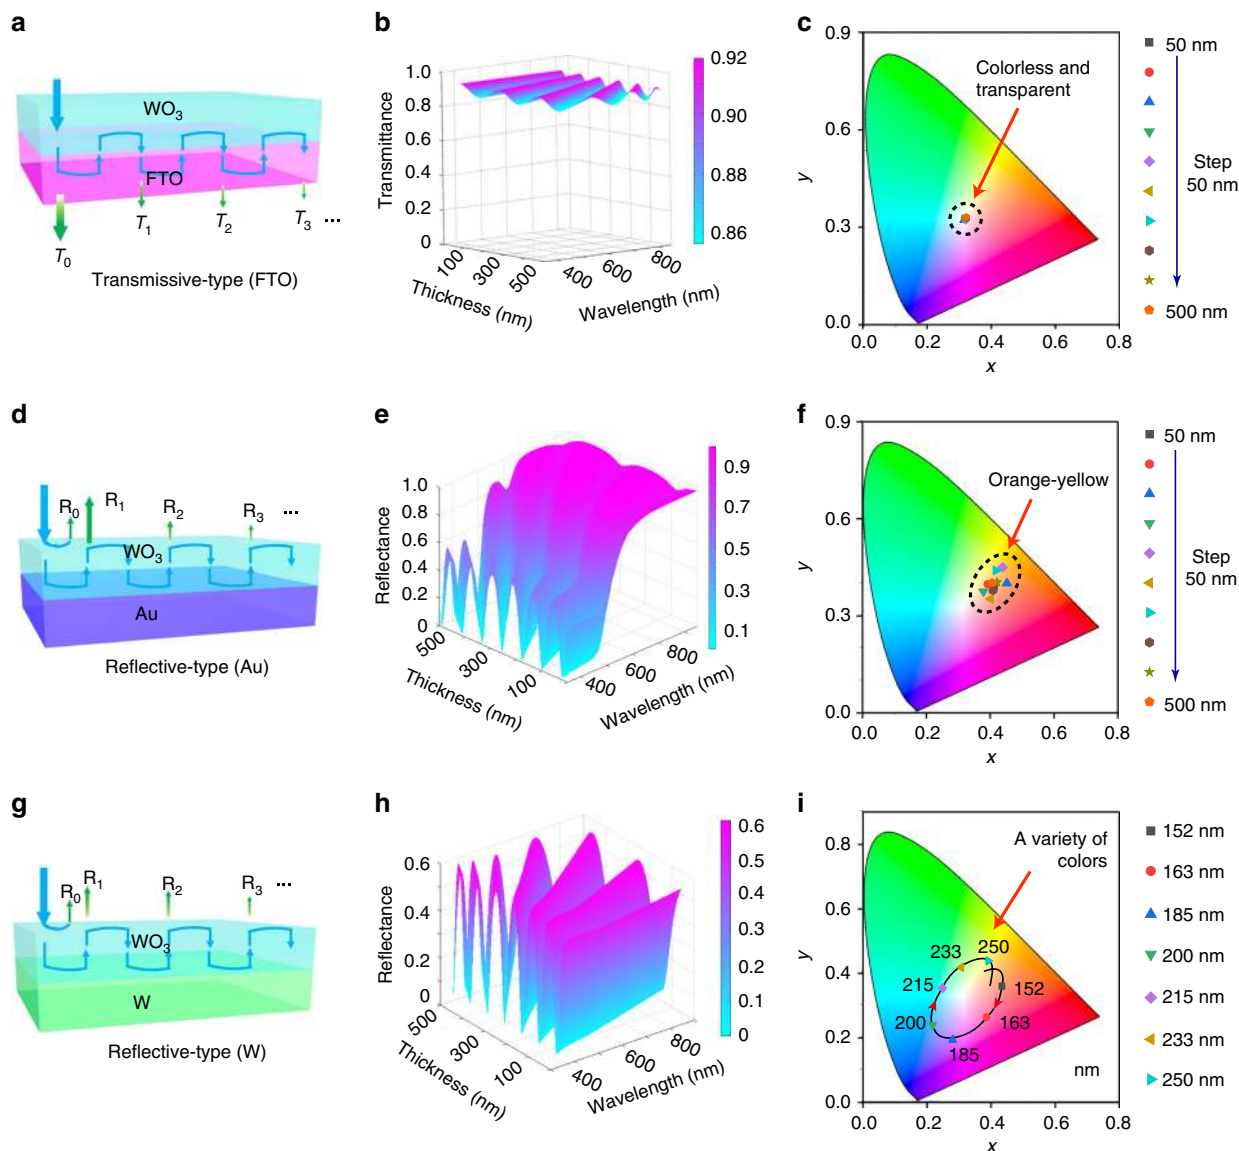 a
WO3
FTO
T0
T1
T2
T3
...
Transmissive-type (FTO)
b
Transmittance
1.0
0.8
0.6
0.4
0.2
0
100
300
500
Thickness (nm)
400
600
800
Wavelength (nm)
0.92
0.90
0.88
0.86
c
Colorless and
transparent
y
0.9
0.6
0.3
0.0
0.0
0.2
0.4
0.6
0.8
x
50 nm
Step
50 nm
500 nm
d
R0
R1
R2
R3
...
WO3
Au
Reflective-type (Au)
e
Reflectance
1.0
0.8
0.6
0.4
0.2
0
500
300
100
Thickness (nm)
400
600
800
Wavelength (nm)
0.9
0.7
0.5
0.3
0.1
f
Orange-yellow
y
0.9
0.6
0.3
0.0
0.0
0.2
0.4
0.6
0.8
x
50 nm
Step
50 nm
500 nm
g
R0
R1
R2
R3
...
WO3
W
Reflective-type (W)
h
Reflectance
0.6
0.4
0.2
0
500
300
100
Thickness (nm)
400
600
800
Wavelength (nm)
0.6
0.5
0.4
0.3
0.2
0.1
0
i
A variety of
colors
y
0.8
0.6
0.4
0.2
0.0
0.0
0.2
0.4
0.6
0.8
x
233
250
215
152
200
163
185
nm
152 nm
163 nm
185 nm
200 nm
215 nm
233 nm
250 nm